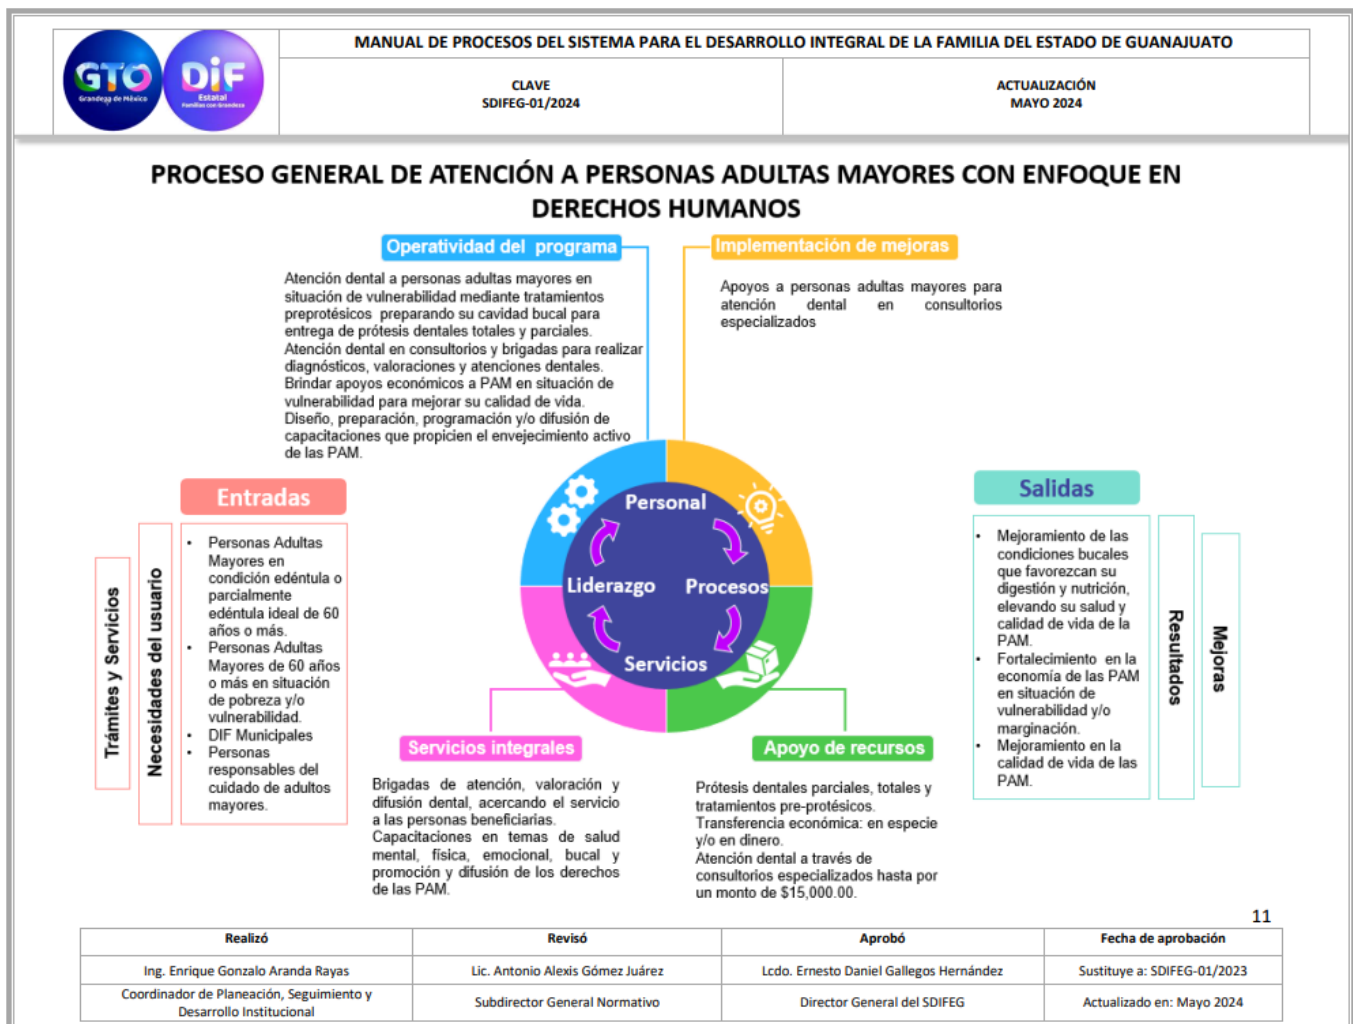 MANUAL DE PROCESOS DEL SISTEMA PARA EL DESARROLLO INTEGRAL DE LA FAMILIA DEL ESTADO DE GUANAJUATO
GTO
Grandeza de México
DiF
Estatal
Familias con Grandeza
CLAVE
SDIFEG-01/2024
ACTUALIZACIÓN
MAYO 2024
PROCESO GENERAL DE ATENCIÓN A PERSONAS ADULTAS MAYORES CON ENFOQUE EN
DERECHOS HUMANOS
Operatividad del programa
Atención dental a personas adultas mayores en
situación de vulnerabilidad mediante tratamientos
preprotésicos preparando su cavidad bucal para
entrega de prótesis dentales totales y parciales.
Atención dental en consultorios y brigadas para realizar
diagnósticos, valoraciones y atenciones dentales.
Brindar apoyos económicos a PAM en situación de
vulnerabilidad para mejorar su calidad de vida.
Diseño, preparación, programación y/o difusión de
capacitaciones que propicien el envejecimiento activo
de las PAM.
Implementación de mejoras
Apoyos a personas adultas mayores para
atención dental en consultorios
especializados
Entradas
Trámites y Servicios
Necesidades del usuario
• Personas Adultas
Mayores en
condición edéntula o
parcialmente
edéntula ideal de 60
años o más.
• Personas Adultas
Mayores de 60 años
o más en situación
de pobreza y/o
vulnerabilidad.
• DIF Municipales
• Personas
responsables del
cuidado de adultos
mayores.
Personal
Liderazgo
Procesos
Servicios
Salidas
• Mejoramiento de las
condiciones bucales
que favorezcan su
digestión y nutrición,
elevando su salud y
calidad de vida de la
PAM.
• Fortalecimiento en la
economía de las PAM
en situación de
vulnerabilidad y/o
marginación.
• Mejoramiento en la
calidad de vida de las
PAM.
Resultados
Mejoras
Servicios integrales
Brigadas de atención, valoración y
difusión dental, acercando el servicio
a las personas beneficiarias.
Capacitaciones en temas de salud
mental, física, emocional, bucal y
promoción y difusión de los derechos
de las PAM.
Apoyo de recursos
Prótesis dentales parciales, totales y
tratamientos pre-protésicos.
Transferencia económica: en especie
y/o en dinero.
Atención dental a través de
consultorios especializados hasta por
un monto de $15,000.00.
11
Realizó
Revisó
Aprobó
Fecha de aprobación
Ing. Enrique Gonzalo Aranda Rayas
Lic. Antonio Alexis Gómez Juárez
Lcdo. Ernesto Daniel Gallegos Hernández
Sustituye a: SDIFEG-01/2023
Coordinador de Planeación, Seguimiento y
Desarrollo Institucional
Subdirector General Normativo
Director General del SDIFEG
Actualizado en: Mayo 2024